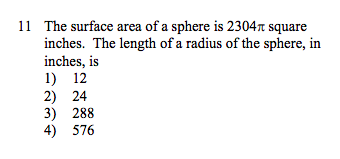 11 The surface area of a sphere is 2304π square
inches. The length of a radius of the sphere, in
inches, is
1) 12
2) 24
3) 288
4) 576